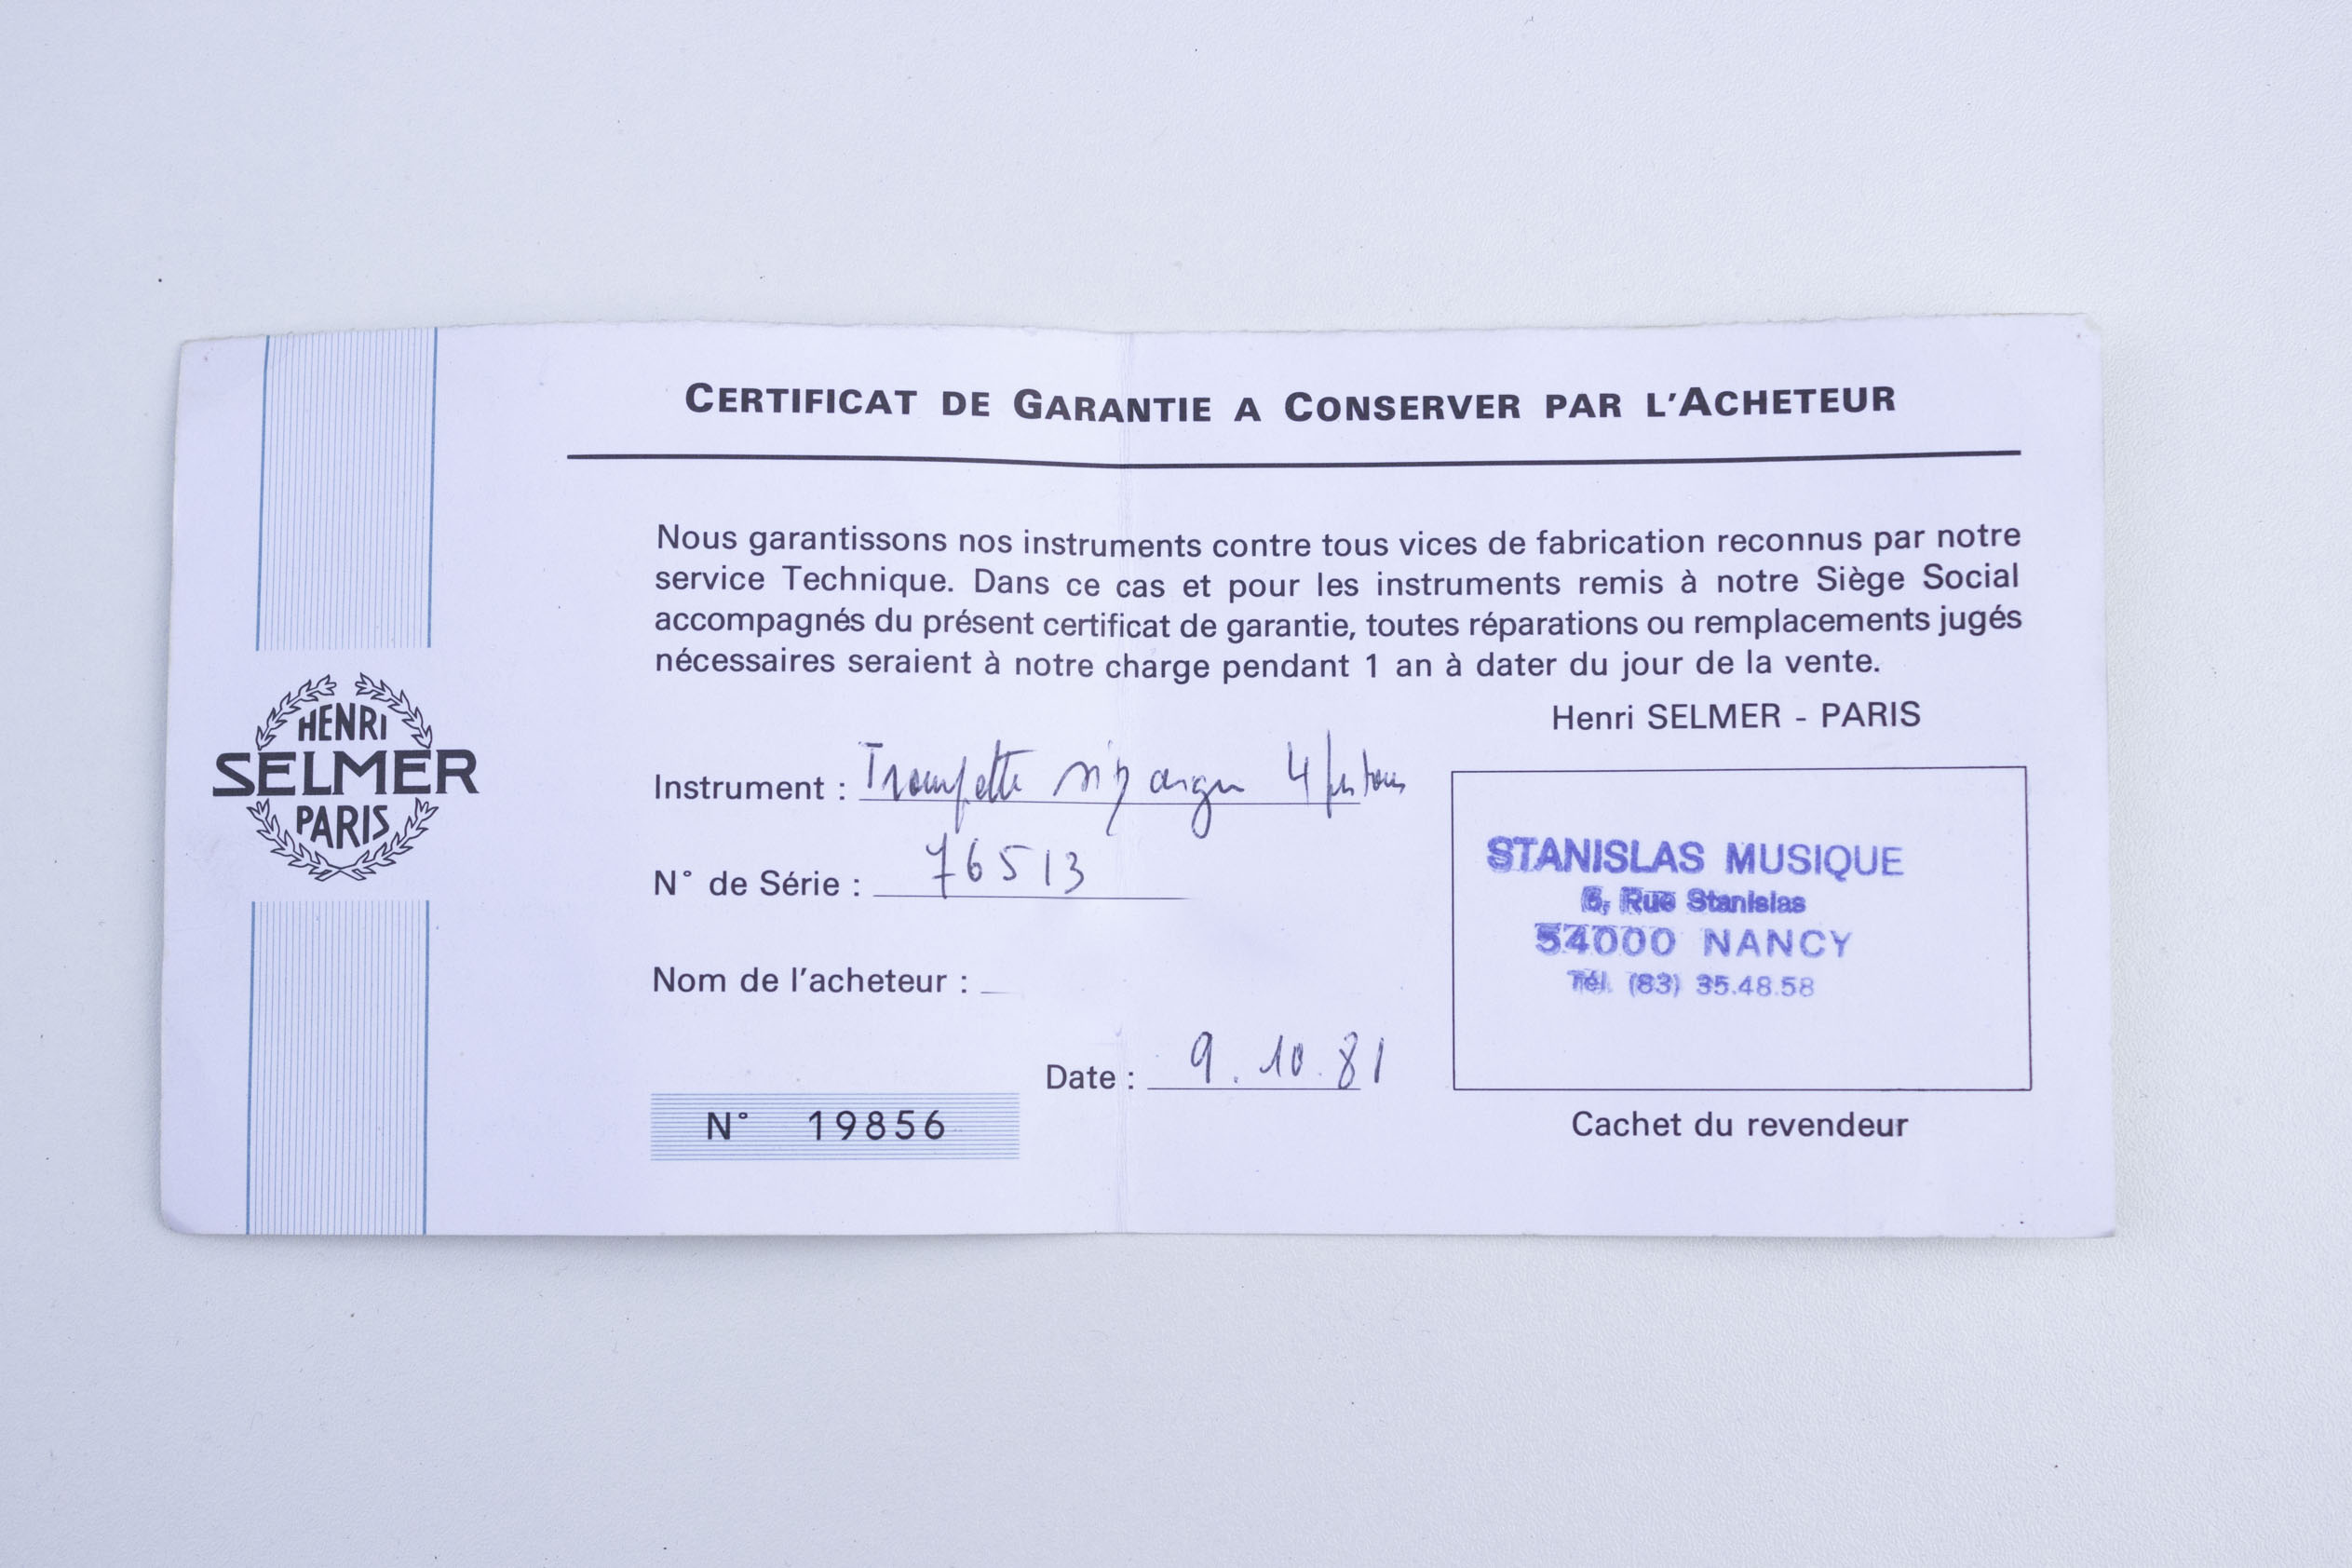 CERTIFICAT DE GARANTIE A CONSERVER PAR L'ACHETEUR
Nous garantissons nos instruments contre tous vices de fabrication reconnus par notre
service Technique. Dans ce cas et pour les instruments remis à notre Siège Social
accompagnés du présent certificat de garantie, toutes réparations ou remplacements jugés
nécessaires seraient à notre charge pendant 1 an à dater du jour de la vente.
Henri SELMER - PARIS
HENRI
SELMER
PARIS
Instrument : Trompette si♭ aigu 4 pistons
N° de Série : 76513
Nom de l'acheteur :
Date : 9.10.81
N° 19856
STANISLAS MUSIQUE
Rue Stanislas
54000 NANCY
Tél. (83) 35.48.58
Cachet du revendeur